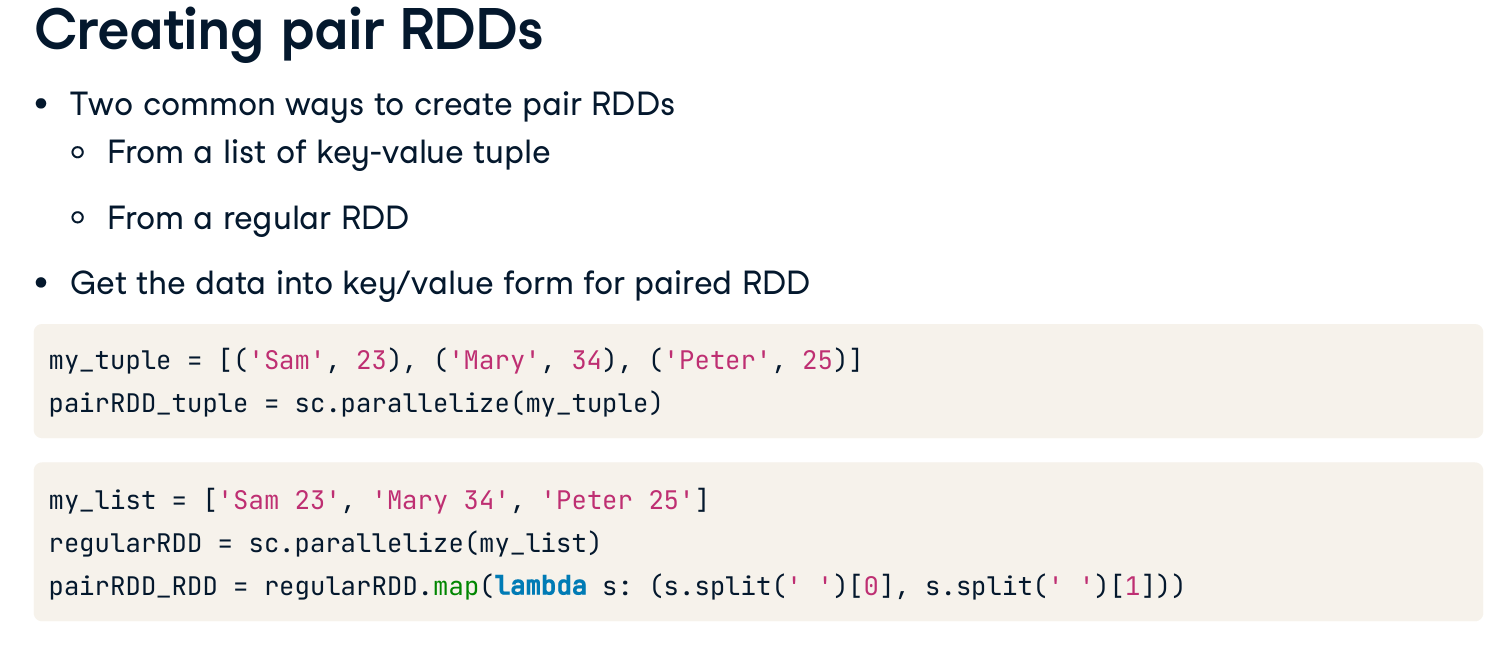 Creating pair RDDs
• Two common ways to create pair RDDs
∘ From a list of key-value tuple
∘ From a regular RDD
• Get the data into key/value form for paired RDD
my_tuple = [('Sam', 23), ('Mary', 34), ('Peter', 25)]
pairRDD_tuple = sc.parallelize(my_tuple)
my_list = ['Sam 23', 'Mary 34', 'Peter 25']
regularRDD = sc.parallelize(my_list)
pairRDD_RDD = regularRDD.map(lambda s: (s.split(' ')[0], s.split(' ')[1]))